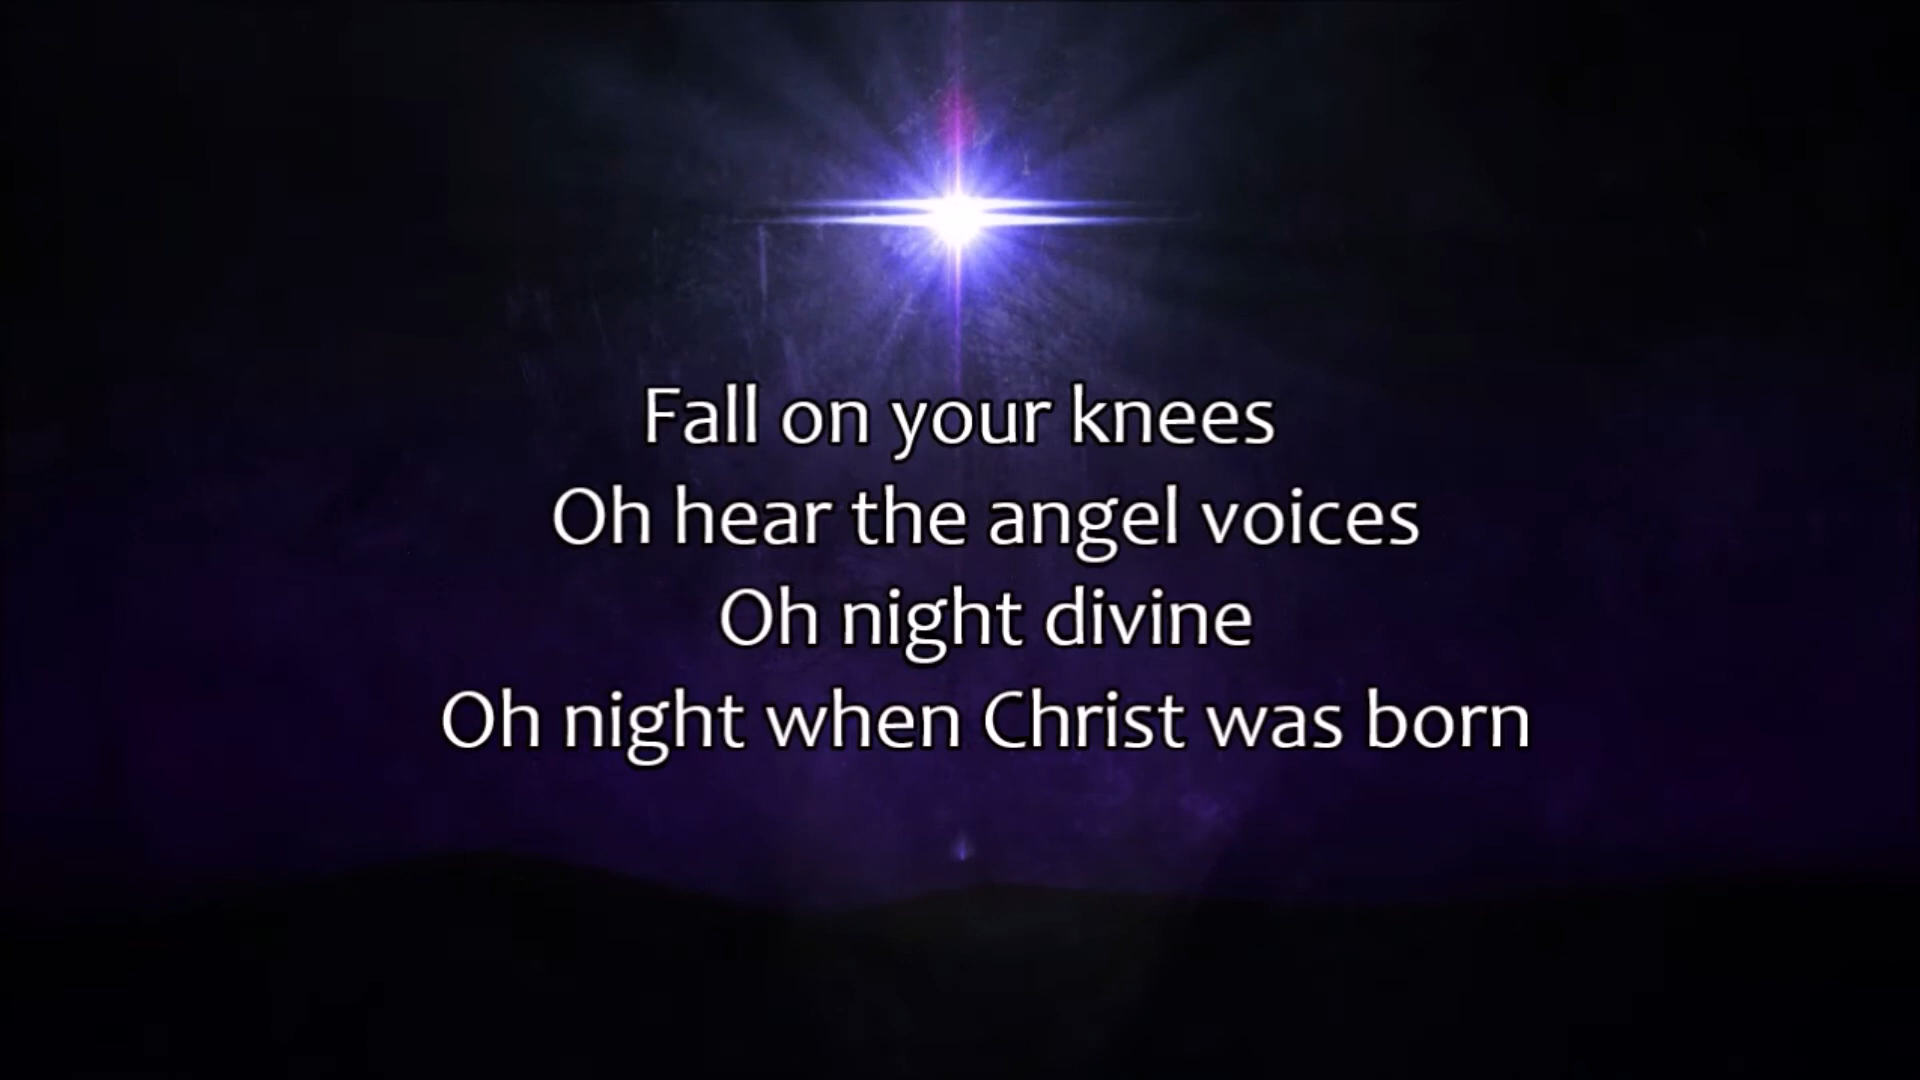 Fall on your knees
Oh hear the angel voices
Oh night divine
Oh night when Christ was born